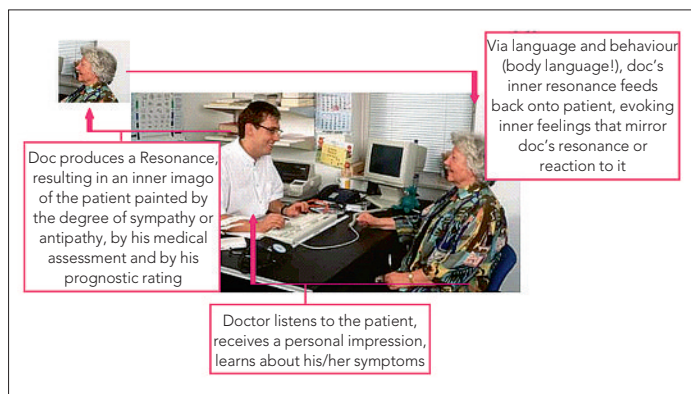 Via language and behaviour
(body language!), doc's
inner resonance feeds
back onto patient, evoking
inner feelings that mirror
doc's resonance or
reaction to it
Doc produces a Resonance,
resulting in an inner imago
of the patient painted by
the degree of sympathy or
antipathy, by his medical
assessment and by his
prognostic rating
Doctor listens to the patient,
receives a personal impression,
learns about his/her symptoms